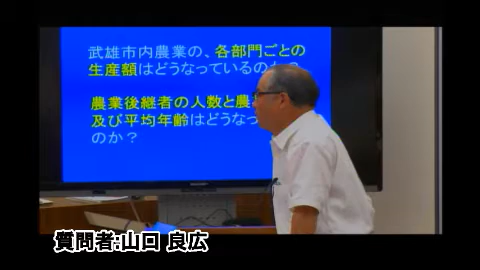 武雄市内農業の、各部門ごとの
生産額はどうなっているのか？
農業後継者の人数と農
及び平均年齢はどうなっ
のか？
質問者:山口 良広